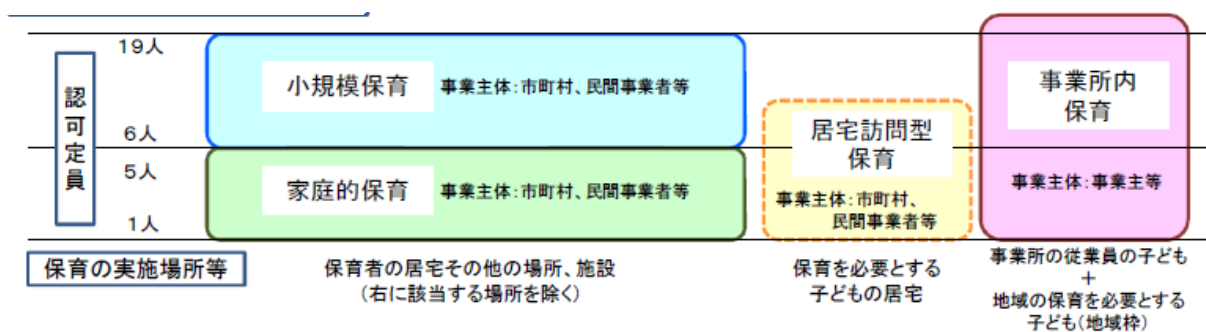 認可定員
19人
6人
5人
1人
小規模保育
事業主体:市町村、民間事業者等
家庭的保育
事業主体:市町村、民間事業者等
居宅訪問型
保育
事業主体:市町村、
民間事業者等
事業所内
保育
事業主体:事業主等
保育の実施場所等
保育者の居宅その他の場所、施設
(右に該当する場所を除く)
保育を必要とする
子どもの居宅
事業所の従業員の子ども
+
地域の保育を必要とする
子ども(地域枠)